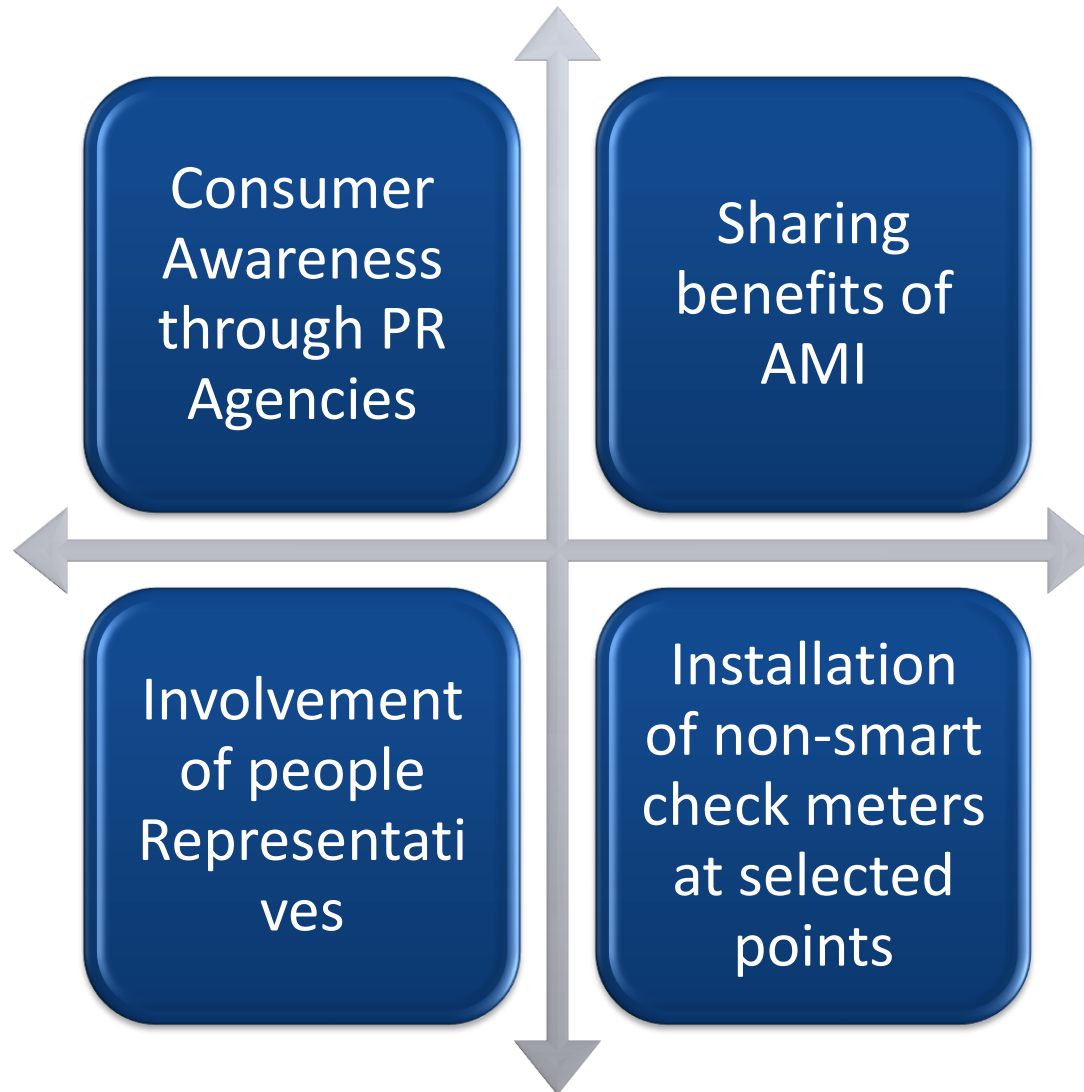 Consumer
Awareness
through PR
Agencies
Sharing
benefits of
AMI
Involvement
of people
Representati
ves
Installation
of non-smart
check meters
at selected
points